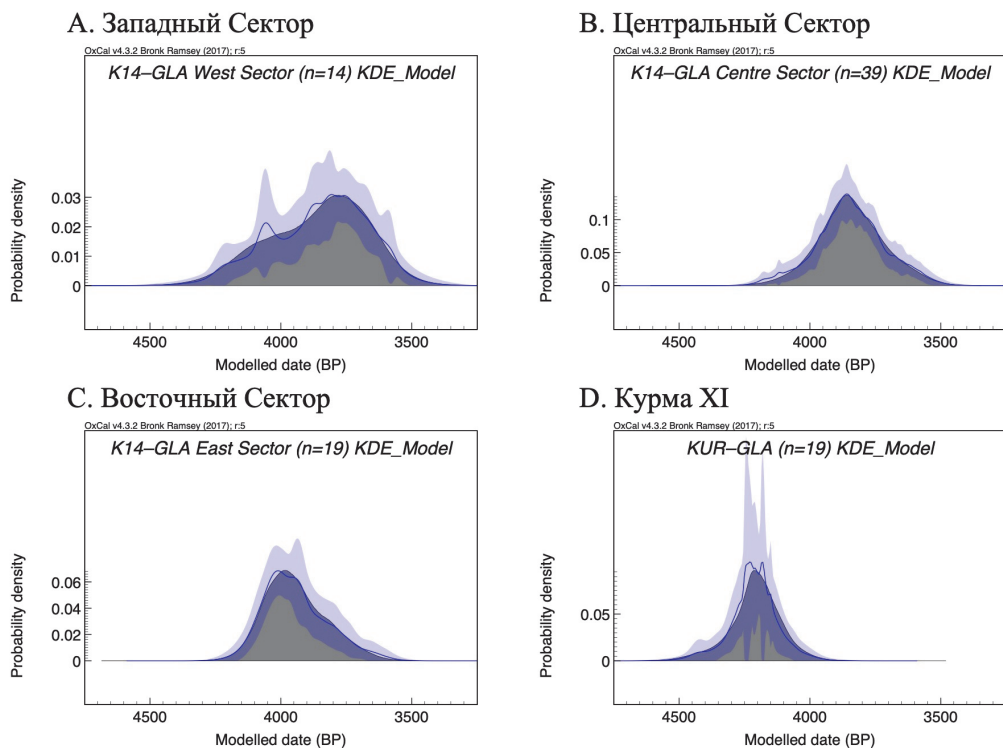 A. Западный Сектор
OxCal v4.3.2 Bronk Ramsey (2017); r:5
K14–GLA West Sector (n=14) KDE_Model
Probability density
0.03
0.02
0.01
0
4500 4000 3500
Modelled date (BP)
B. Центральный Сектор
OxCal v4.3.2 Bronk Ramsey (2017); r:5
K14–GLA Centre Sector (n=39) KDE_Model
Probability density
0.1
0.05
0
4500 4000 3500
Modelled date (BP)
C. Восточный Сектор
OxCal v4.3.2 Bronk Ramsey (2017); r:5
K14–GLA East Sector (n=19) KDE_Model
Probability density
0.06
0.04
0.02
0
4500 4000 3500
Modelled date (BP)
D. Курма XI
OxCal v4.3.2 Bronk Ramsey (2017); r:5
KUR–GLA (n=19) KDE_Model
Probability density
0.05
0
4500 4000 3500
Modelled date (BP)